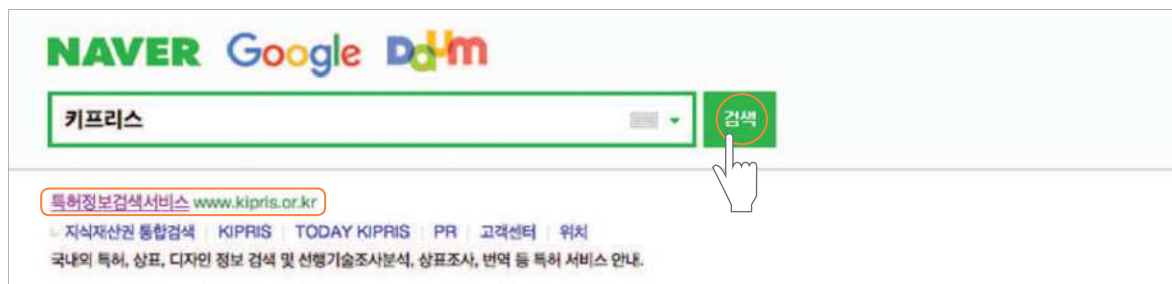 NAVER Google Daum
키프리스 검색
특허정보검색서비스 www.kipris.or.kr
지식재산권 통합검색 | KIPRIS | TODAY KIPRIS | PR | 고객센터 | 위치
국내외 특허, 상표, 디자인 정보 검색 및 선행기술조사분석, 상표조사, 번역 등 특허 서비스 안내.